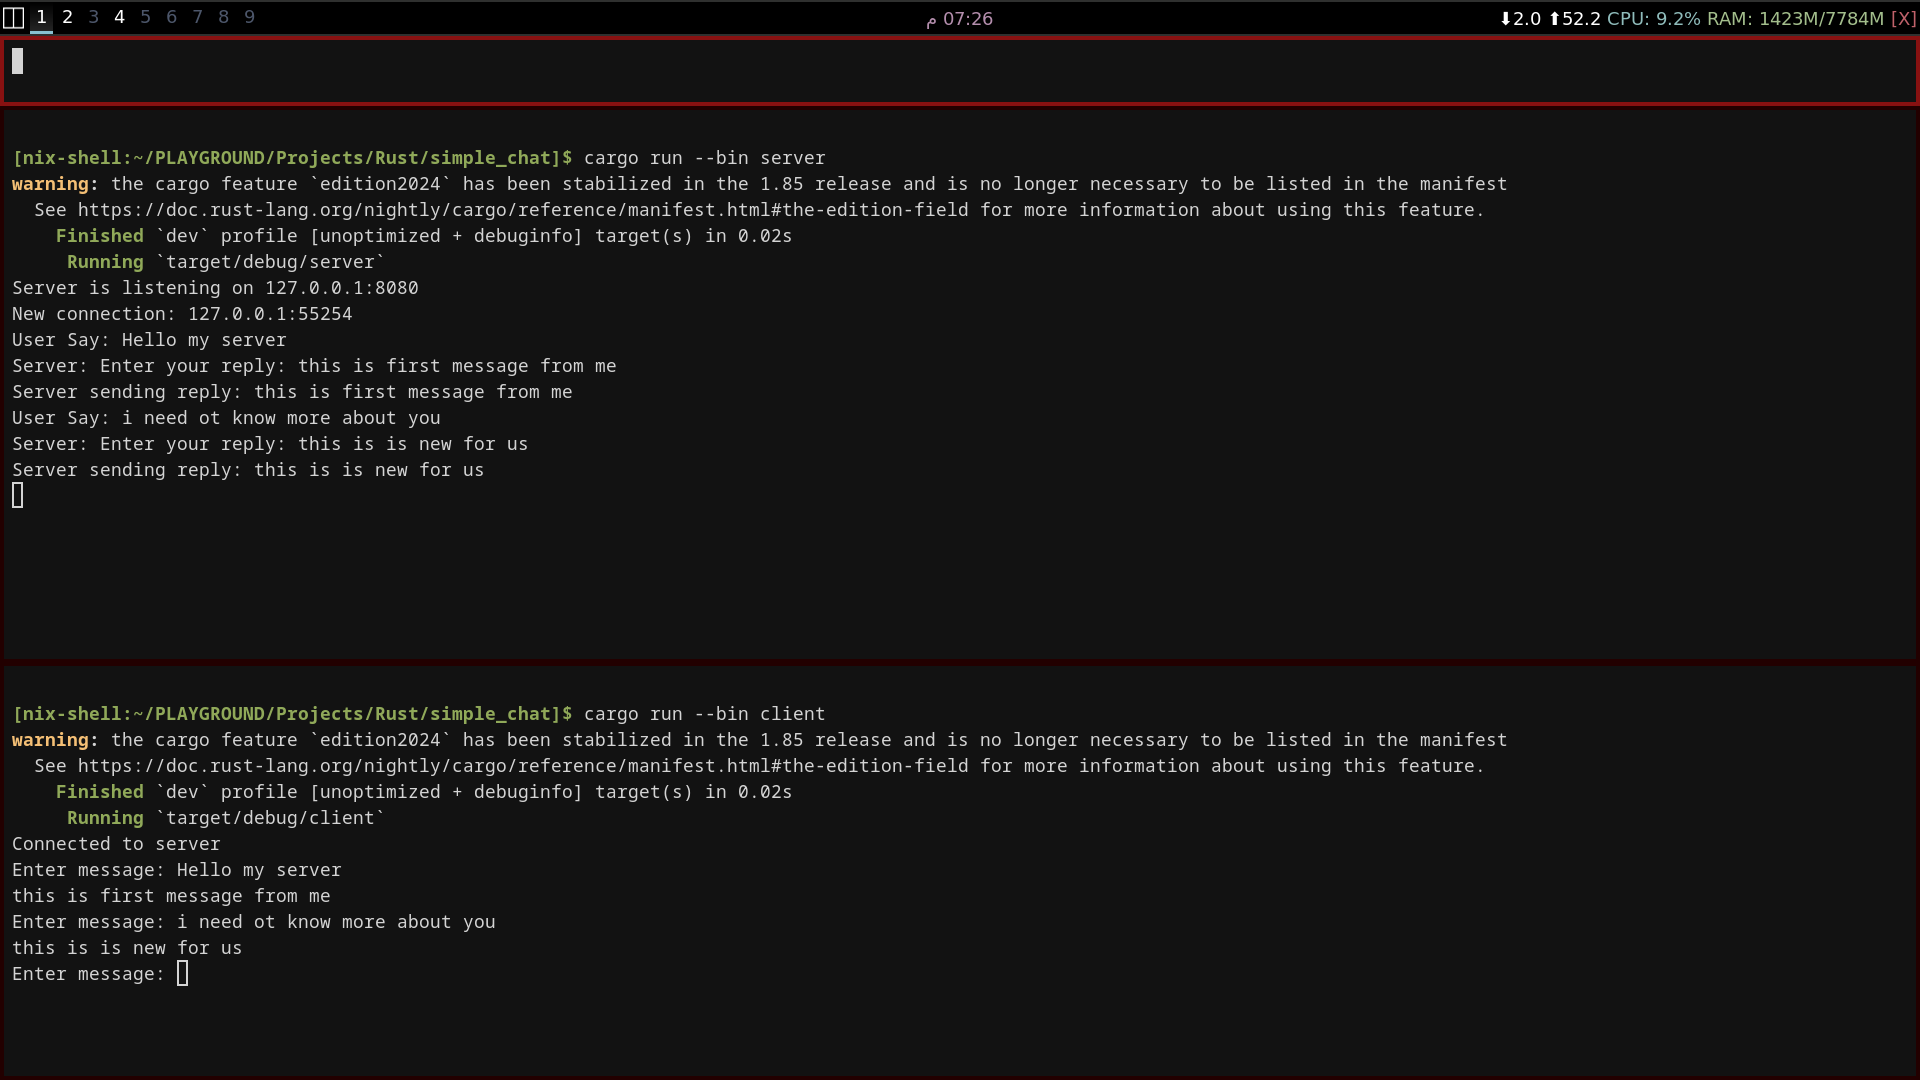 1 2 3 4 5 6 7 8 9 07:26 م ⬇2.0 ⬆52.2 CPU: 9.2% RAM: 1423M/7784M [X]
[nix-shell:~/PLAYGROUND/Projects/Rust/simple_chat]$ cargo run --bin server
warning: the cargo feature `edition2024` has been stabilized in the 1.85 release and is no longer necessary to be listed in the manifest
  See https://doc.rust-lang.org/nightly/cargo/reference/manifest.html#the-edition-field for more information about using this feature.
    Finished `dev` profile [unoptimized + debuginfo] target(s) in 0.02s
     Running `target/debug/server`
Server is listening on 127.0.0.1:8080
New connection: 127.0.0.1:55254
User Say: Hello my server
Server: Enter your reply: this is first message from me
Server sending reply: this is first message from me
User Say: i need ot know more about you
Server: Enter your reply: this is is new for us
Server sending reply: this is is new for us
[nix-shell:~/PLAYGROUND/Projects/Rust/simple_chat]$ cargo run --bin client
warning: the cargo feature `edition2024` has been stabilized in the 1.85 release and is no longer necessary to be listed in the manifest
  See https://doc.rust-lang.org/nightly/cargo/reference/manifest.html#the-edition-field for more information about using this feature.
    Finished `dev` profile [unoptimized + debuginfo] target(s) in 0.02s
     Running `target/debug/client`
Connected to server
Enter message: Hello my server
this is first message from me
Enter message: i need ot know more about you
this is is new for us
Enter message: